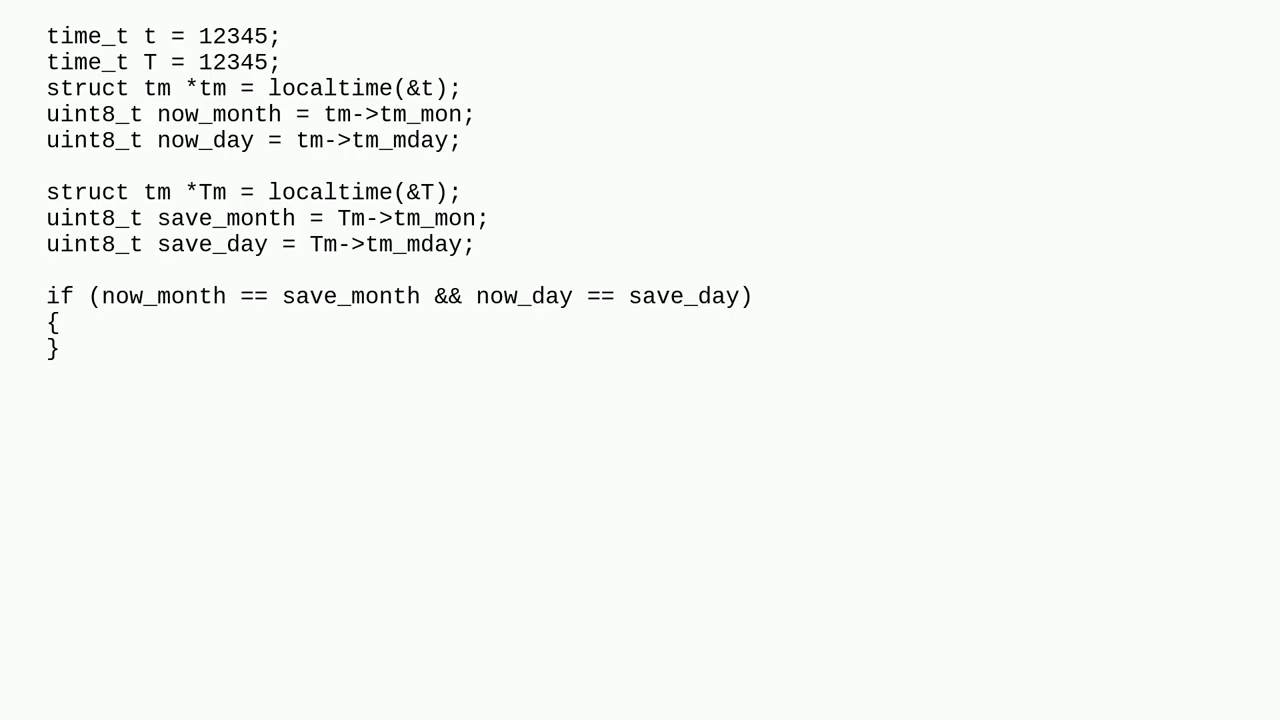 time_t t = 12345;
time_t T = 12345;
struct tm *tm = localtime(&t);
uint8_t now_month = tm->tm_mon;
uint8_t now_day = tm->tm_mday;

struct tm *Tm = localtime(&T);
uint8_t save_month = Tm->tm_mon;
uint8_t save_day = Tm->tm_mday;

if (now_month == save_month && now_day == save_day)
{
}